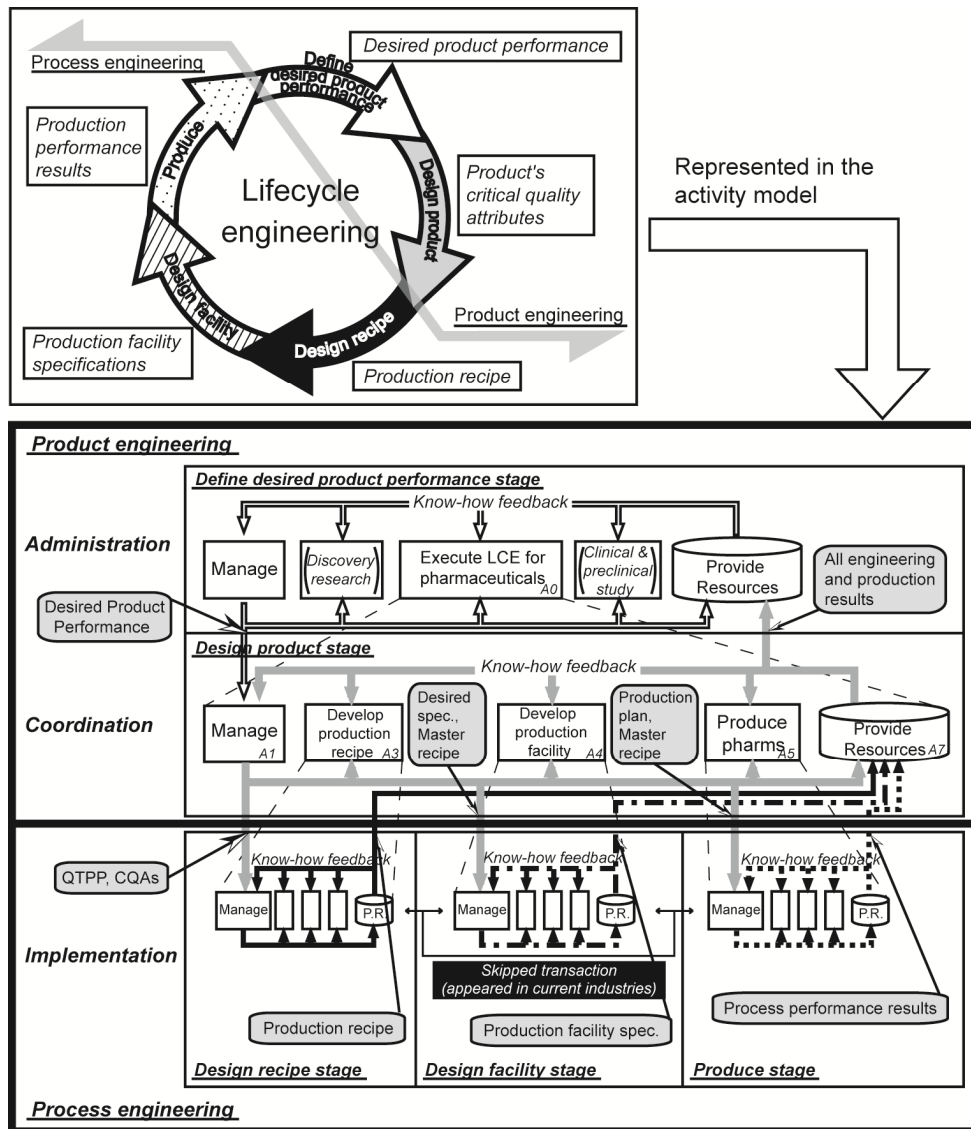 Process engineering
Desired product performance
Define
desired product
performance
Production
performance
results
Produce
Lifecycle
engineering
Design product
Product's
critical quality
attributes
Represented in the
activity model
Design facility
Design recipe
Product engineering
Production facility
specifications
Production recipe
Product engineering
Define desired product performance stage
Know-how feedback
Administration
Manage
(Discovery
research)
Execute LCE for
pharmaceuticals
A0
(Clinical &
preclinical
study)
Provide
Resources
All engineering
and production
results
Desired Product
Performance
Design product stage
Know-how feedback
Coordination
Manage
A1
Develop
production
recipe A3
Desired
spec.,
Master
recipe
Develop
production
facility
A4
Production
plan,
Master
recipe
Produce
pharms
A5
Provide
Resources A7
QTPP, CQAs
Know-how feedback
Know-how feedback
Know-how feedback
Manage
P.R.
Manage
P.R.
Manage
P.R.
Implementation
Skipped transaction
(appeared in current industries)
Production recipe
Production facility spec.
Process performance results
Design recipe stage
Design facility stage
Produce stage
Process engineering